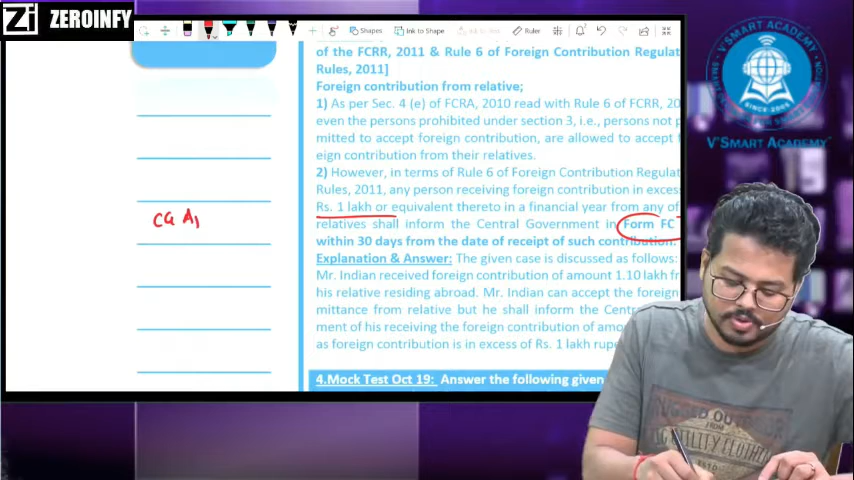 Zi ZEROINFY
Shapes Ink to Shape Ruler
of the FCRR, 2011 & Rule 6 of Foreign Contribution Regulat
Rules, 2011]
Foreign contribution from relative;
1) As per Sec. 4 (e) of FCRA, 2010 read with Rule 6 of FCRR, 20
even the persons prohibited under section 3, i.e., persons not p
mitted to accept foreign contribution, are allowed to accept f
eign contribution from their relatives.
2) However, in terms of Rule 6 of Foreign Contribution Regulat
Rules, 2011, any person receiving foreign contribution in excess
Rs. 1 lakh or equivalent thereto in a financial year from any of
relatives shall inform the Central Government in Form FC
within 30 days from the date of receipt of such contribution.
Explanation & Answer: The given case is discussed as follows:
Mr. Indian received foreign contribution of amount 1.10 lakh fr
his relative residing abroad. Mr. Indian can accept the foreign
mittance from relative but he shall inform the Centr
ment of his receiving the foreign contribution of amo
as foreign contribution is in excess of Rs. 1 lakh rupe
4.Mock Test Oct 19: Answer the following given
V'SMART ACADEMY
SINCE:2005
V'Smart Academy